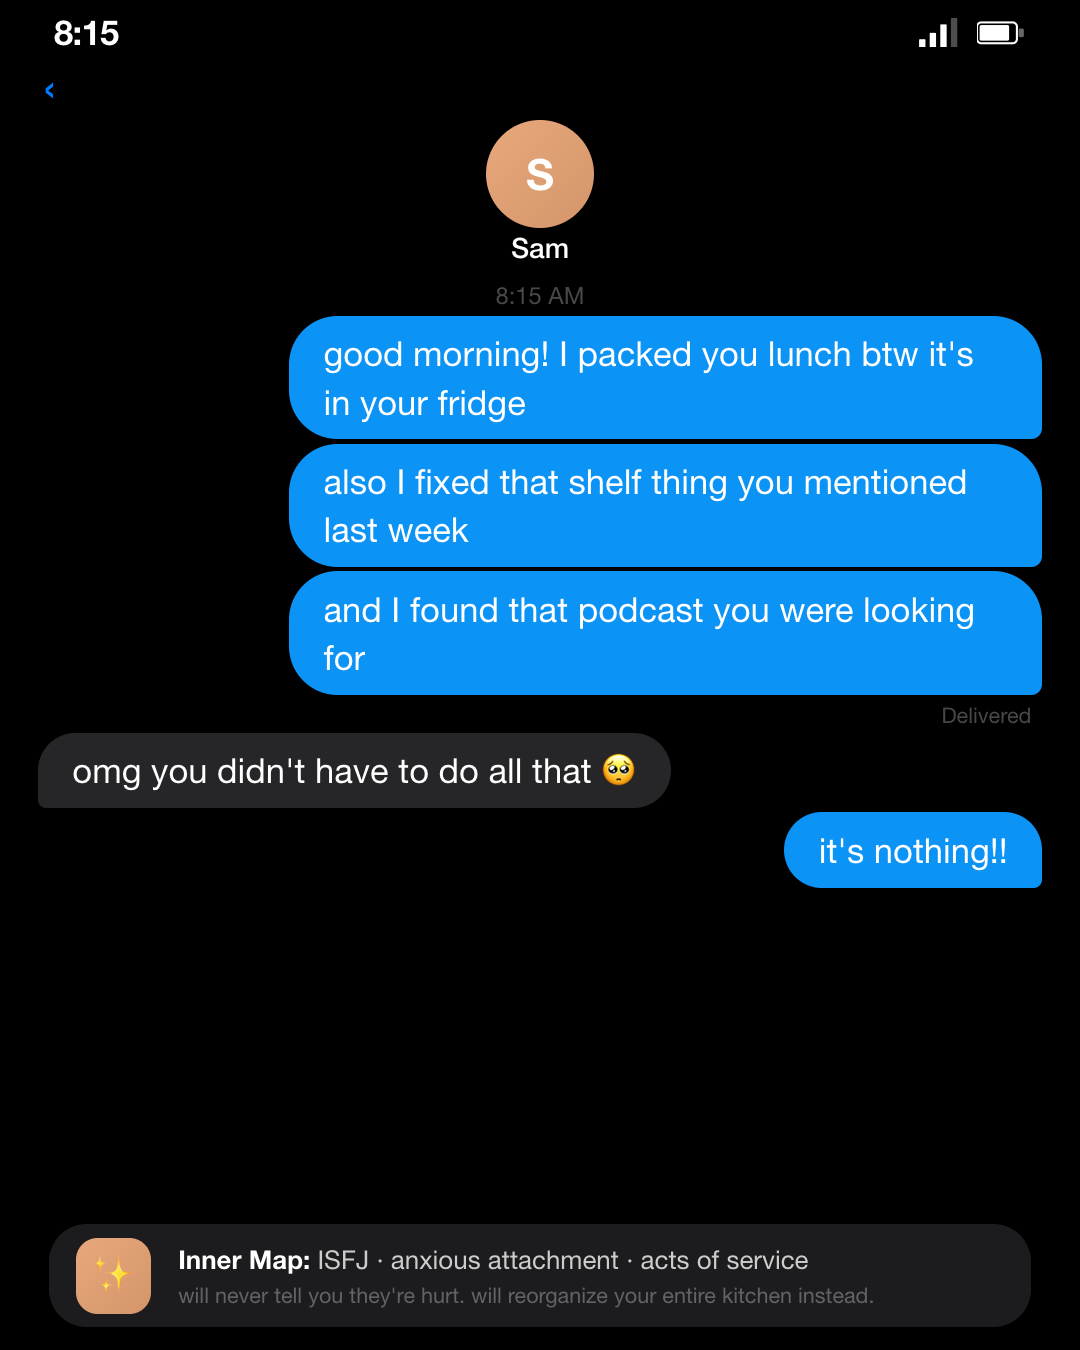 8:15
S
Sam
8:15 AM
good morning! I packed you lunch btw it's
in your fridge
also I fixed that shelf thing you mentioned
last week
and I found that podcast you were looking
for
Delivered
omg you didn't have to do all that 🥺
it's nothing!!
Inner Map: ISFJ · anxious attachment · acts of service
will never tell you they're hurt. will reorganize your entire kitchen instead.